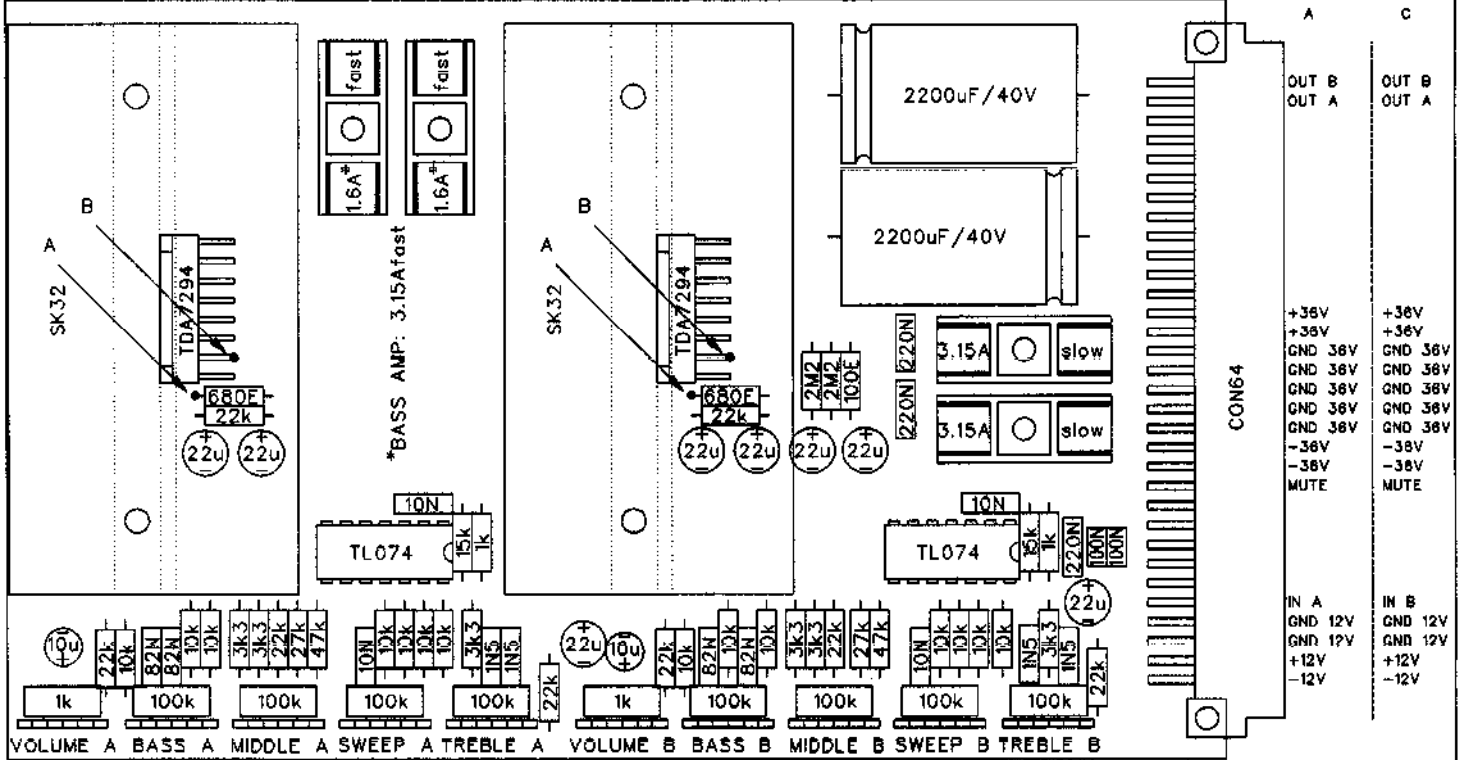 A C
fast fast
1.6A* 1.6A*
2200uF/40V
2200uF/40V
B
A
SK32
TDA7294
680E
22k
22u 22u
*BASS AMP: 3.15Afast
B
A
SK32
TDA7294
680E
22k
22u 22u 22u 22u
2M2 2M2 100E
220N
220N
3.15A slow
3.15A slow
CON64
OUT B OUT B
OUT A OUT A
+36V +36V
+36V +36V
GND 36V GND 36V
GND 36V GND 36V
GND 36V GND 36V
GND 36V GND 36V
GND 36V GND 36V
-36V -36V
-36V -36V
MUTE MUTE
IN A IN B
GND 12V GND 12V
GND 12V GND 12V
+12V +12V
-12V -12V
10N
TL074
15k 1k
10N
TL074
15k 1k
220N 100N 100N
22u
10u 22k 10k 82N 82N 10k 10k 3k3 3k3 22k 27k 47k 10N 10k 10k 10k 10k 3k3 1N5 1N5 22k
22u 10u 22k 10k 82N 10k 82N 10k 3k3 3k3 22k 27k 47k 10N 10k 10k 10k 10k 1N5 3k3 1N5 22k
1k 100k 100k 100k 100k 1k 100k 100k 100k 100k
VOLUME A BASS A MIDDLE A SWEEP A TREBLE A VOLUME B BASS B MIDDLE B SWEEP B TREBLE B